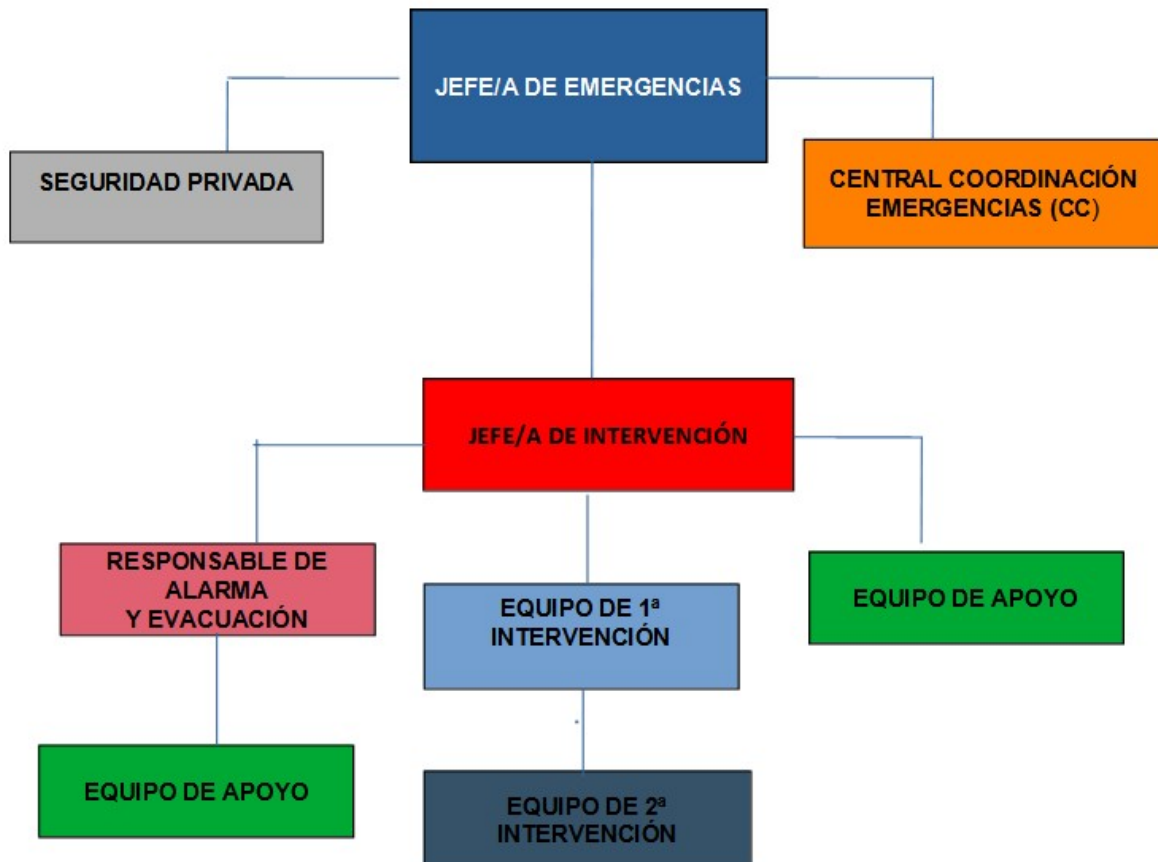 JEFE/A DE EMERGENCIAS
SEGURIDAD PRIVADA
CENTRAL COORDINACIÓN
EMERGENCIAS (CC)
JEFE/A DE INTERVENCIÓN
RESPONSABLE DE
ALARMA
Y EVACUACIÓN
EQUIPO DE 1ª
INTERVENCIÓN
EQUIPO DE APOYO
EQUIPO DE APOYO
EQUIPO DE 2ª
INTERVENCIÓN